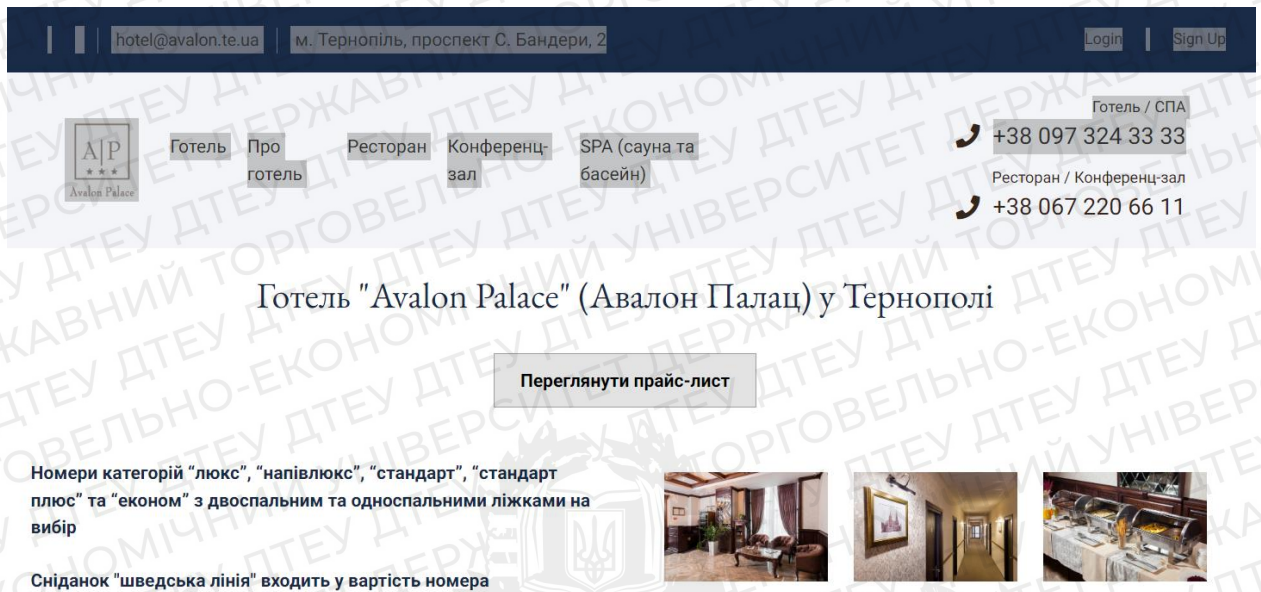 hotel@avalon.te.ua м. Тернопіль, проспект С. Бандери, 2 Login Sign Up
A|P
Avalon Palace
Готель
Про
готель
Ресторан
Конференц-
зал
SPA (сауна та
басейн)
Готель / СПА
+38 097 324 33 33
Ресторан / Конференц-зал
+38 067 220 66 11
Готель "Avalon Palace" (Авалон Палац) у Тернополі
Переглянути прайс-лист
Номери категорій “люкс”, “напівлюкс”, “стандарт”, “стандарт
плюс” та “економ” з двоспальним та односпальними ліжками на
вибір
Сніданок "шведська лінія" входить у вартість номера